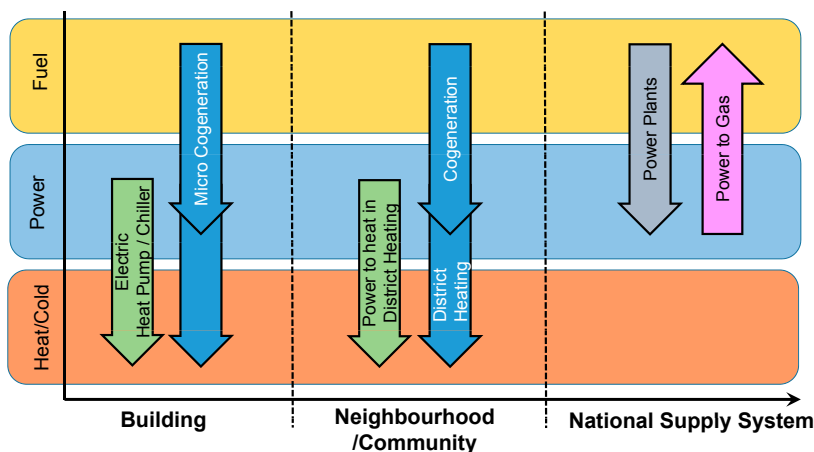 Fuel
Power
Heat/Cold
Electric
Heat Pump / Chiller
Micro Cogeneration
Power to heat in
District Heating
Cogeneration
District
Heating
Power Plants
Power to Gas
Building
Neighbourhood
/Community
National Supply System